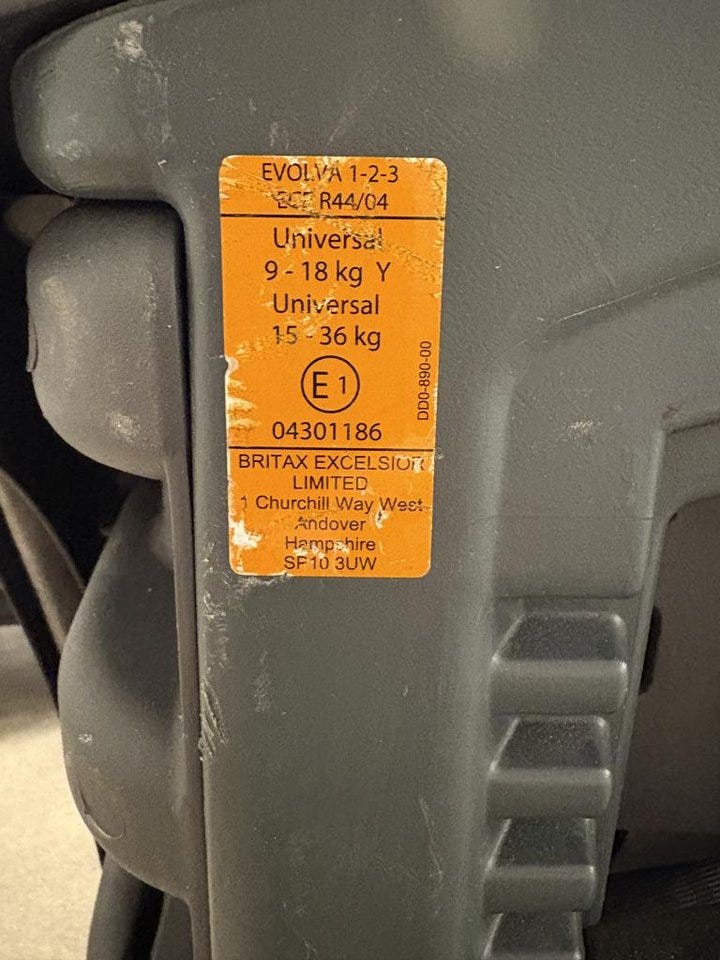 EVOLVA 1-2-3
ECE R44/04
Universal
9 - 18 kg Y
Universal
15 - 36 kg
E 1
DD0-890-00
04301186
BRITAX EXCELSIOR
LIMITED
1 Churchill Way West
Andover
Hampshire
SP10 3UW